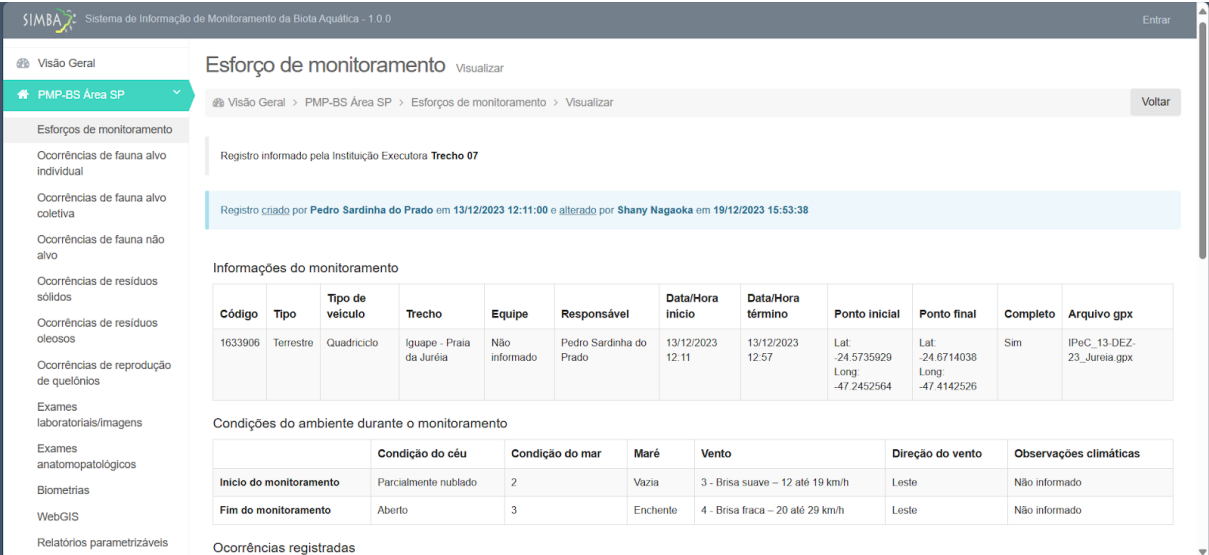 SIMBA Sistema de Informação de Monitoramento da Biota Aquática - 1.0.0 Entrar
Visão Geral
PMP-BS Área SP
Esforços de monitoramento
Ocorrências de fauna alvo
individual
Ocorrências de fauna alvo
coletiva
Ocorrências de fauna não
alvo
Ocorrências de resíduos
sólidos
Ocorrências de resíduos
oleosos
Ocorrências de reprodução
de quelônios
Exames
laboratoriais/imagens
Exames
anatomopatológicos
Biometrias
WebGIS
Relatórios parametrizáveis
Esforço de monitoramento Visualizar
Visão Geral > PMP-BS Área SP > Esforços de monitoramento > Visualizar Voltar
Registro informado pela Instituição Executora Trecho 07
Registro criado por Pedro Sardinha do Prado em 13/12/2023 12:11:00 e alterado por Shany Nagaoka em 19/12/2023 15:53:38
Informações do monitoramento
Código Tipo Tipo de veículo Trecho Equipe Responsável Data/Hora início Data/Hora término Ponto inicial Ponto final Completo Arquivo gpx
1633906 Terrestre Quadriciclo Iguape - Praia da Juréia Não informado Pedro Sardinha do Prado 13/12/2023 12:11 13/12/2023 12:57 Lat: -24.5735929 Long: -47.2452564 Lat: -24.6714038 Long: -47.4142526 Sim IPeC_13-DEZ-23_Jureia.gpx
Condições do ambiente durante o monitoramento
Condição do céu Condição do mar Maré Vento Direção do vento Observações climáticas
Início do monitoramento Parcialmente nublado 2 Vazia 3 - Brisa suave – 12 até 19 km/h Leste Não informado
Fim do monitoramento Aberto 3 Enchente 4 - Brisa fraca – 20 até 29 km/h Leste Não informado
Ocorrências registradas